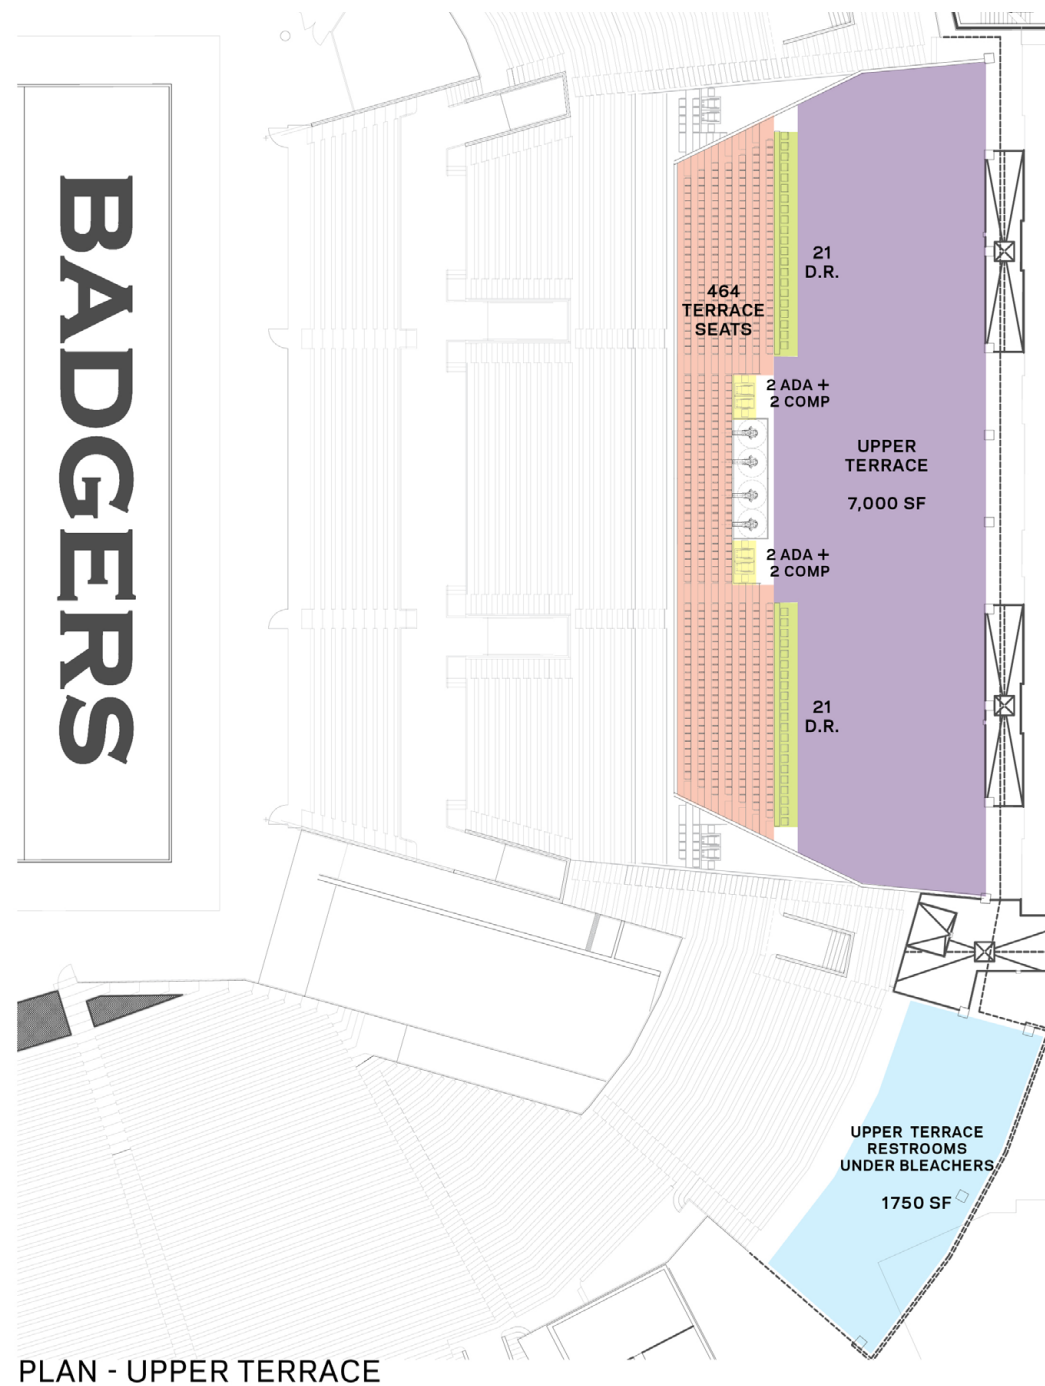 BADGERS
21
D.R.
464
TERRACE
SEATS
2 ADA +
2 COMP
UPPER
TERRACE
7,000 SF
2 ADA +
2 COMP
21
D.R.
UPPER TERRACE
RESTROOMS
UNDER BLEACHERS
1750 SF
PLAN - UPPER TERRACE